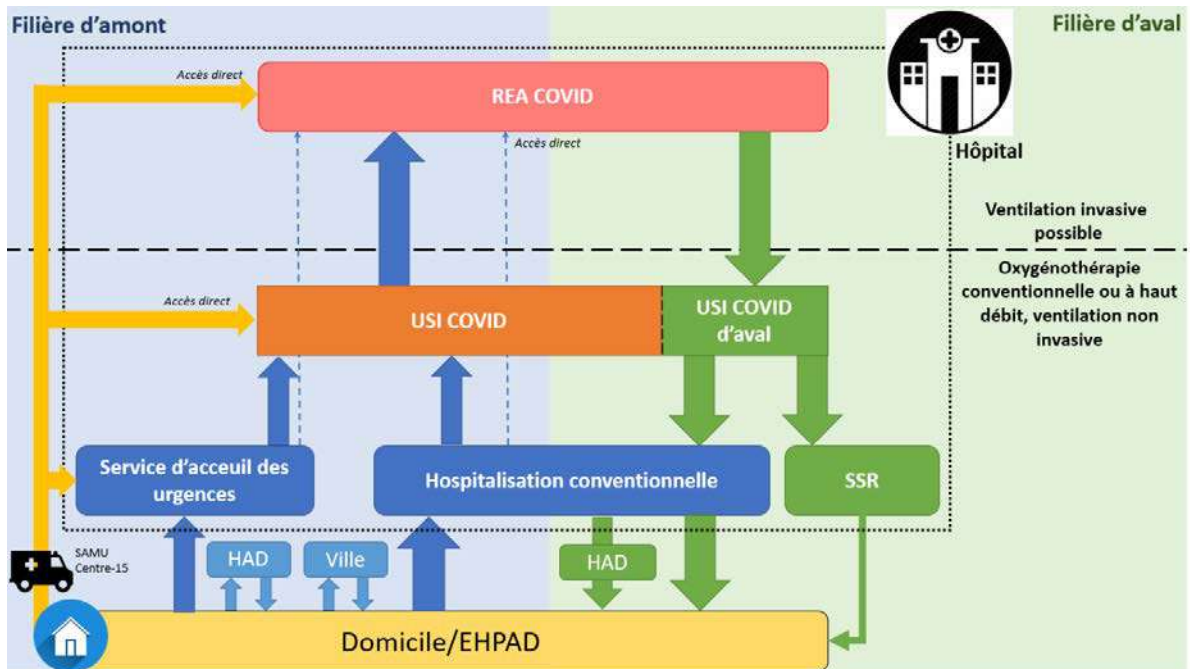 Filière d'amont
Filière d'aval
Accès direct
REA COVID
Accès direct
Hôpital
Ventilation invasive
possible
Oxygénothérapie
conventionnelle ou à haut
débit, ventilation non
invasive
Accès direct
USI COVID
USI COVID
d'aval
Service d'acceuil des
urgences
Hospitalisation conventionnelle
SSR
SAMU
Centre-15
HAD
Ville
HAD
Domicile/EHPAD